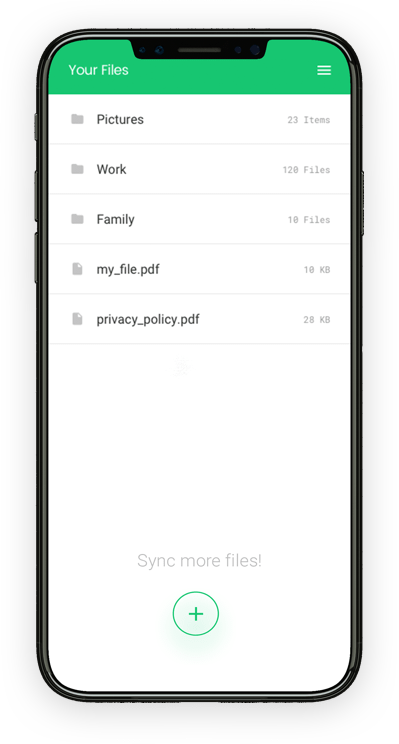 Your Files
Pictures 23 Items
Work 120 Files
Family 10 Files
my_file.pdf 10 KB
privacy_policy.pdf 28 KB
Sync more files!